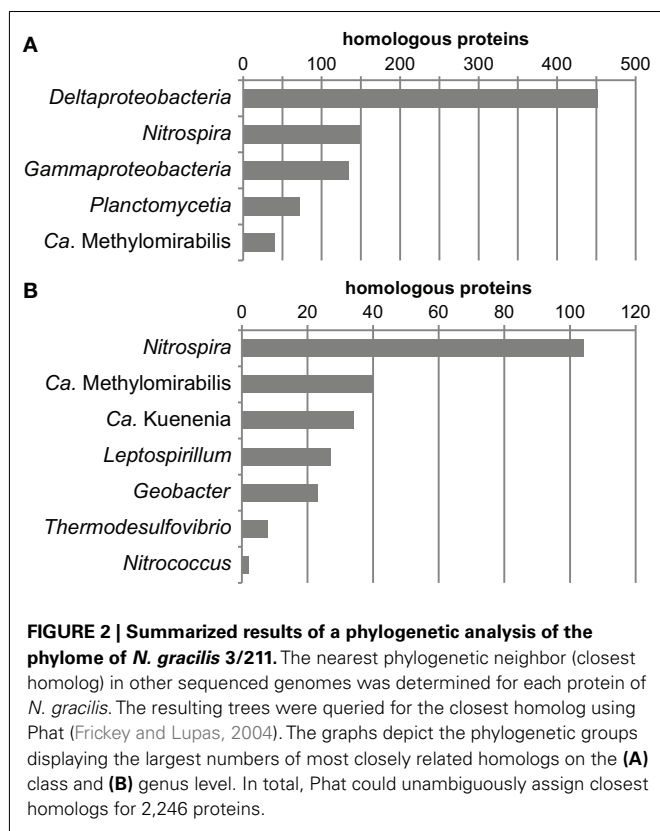 A
homologous proteins
0 100 200 300 400 500
Deltaproteobacteria
Nitrospira
Gammaproteobacteria
Planctomycetia
Ca. Methylomirabilis
B
homologous proteins
0 20 40 60 80 100 120
Nitrospira
Ca. Methylomirabilis
Ca. Kuenenia
Leptospirillum
Geobacter
Thermodesulfovibrio
Nitrococcus
FIGURE 2 | Summarized results of a phylogenetic analysis of the
phylome of N. gracilis 3/211. The nearest phylogenetic neighbor (closest
homolog) in other sequenced genomes was determined for each protein of
N. gracilis. The resulting trees were queried for the closest homolog using
Phat (Frickey and Lupas, 2004). The graphs depict the phylogenetic groups
displaying the largest numbers of most closely related homologs on the (A)
class and (B) genus level. In total, Phat could unambiguously assign closest
homologs for 2,246 proteins.